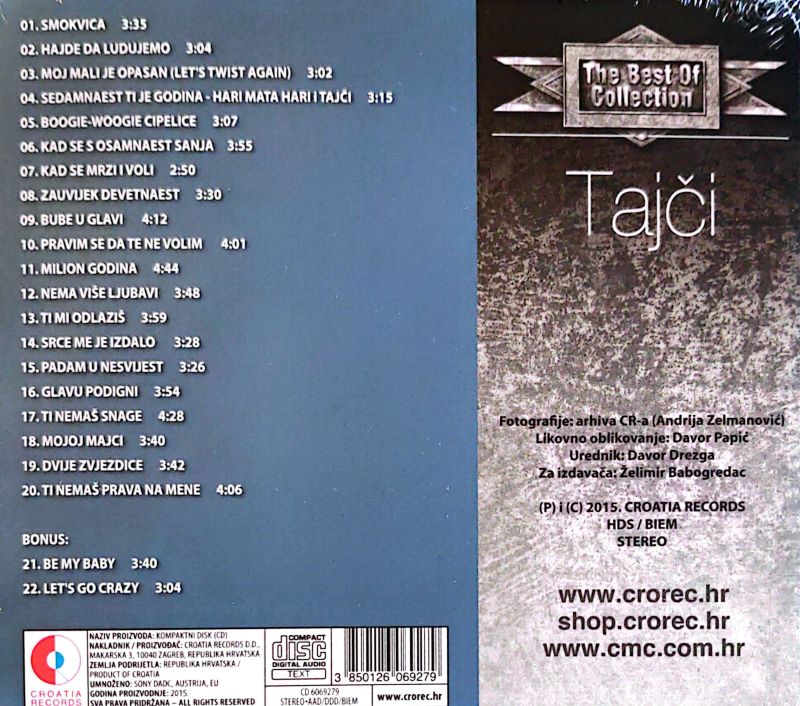 01. SMOKVICA 3:35
02. HAJDE DA LUDUJEMO 3:04
03. MOJ MALI JE OPASAN (LET'S TWIST AGAIN) 3:02
04. SEDAMNAEST TI JE GODINA - HARI MATA HARI I TAJČI 3:15
05. BOOGIE-WOOGIE CIPELICE 3:07
06. KAD SE S OSAMNAEST SANJA 3:55
07. KAD SE MRZI I VOLI 2:50
08. ZAUVIJEK DEVETNAEST 3:30
09. BUBE U GLAVI 4:12
10. PRAVIM SE DA TE NE VOLIM 4:01
11. MILION GODINA 4:44
12. NEMA VIŠE LJUBAVI 3:48
13. TI MI ODLAZIŠ 3:59
14. SRCE ME JE IZDALO 3:28
15. PADAM U NESVIJEST 3:26
16. GLAVU PODIGNI 3:54
17. TI NEMAŠ SNAGE 4:28
18. MOJOJ MAJCI 3:40
19. DVIJE ZVJEZDICE 3:42
20. TI NEMAŠ PRAVA NA MENE 4:06
BONUS:
21. BE MY BABY 3:40
22. LET'S GO CRAZY 3:04
CROATIA
RECORDS
NAZIV PROIZVODA: KOMPAKTNI DISK (CD)
NAKLADNIK / PROIZVOĐAČ: CROATIA RECORDS D.D.,
MAKARSKA 3, 10040 ZAGREB, REPUBLIKA HRVATSKA
ZEMLJA PODRIJETLA: REPUBLIKA HRVATSKA /
PRODUCT OF CROATIA
UMNOŽENO: SONY DADC, AUSTRIJA, EU
GODINA PROIZVODNJE: 2015.
SVA PRAVA PRIDRŽANA – ALL RIGHTS RESERVED
COMPACT
disc
DIGITAL AUDIO
TEXT
3 850126 069279
CD 6069279
STEREO•AAD/DDD/BIEM
www.crorec.hr
The Best Of
Collection
Tajči
Fotografije: arhiva CR-a (Andrija Zelmanović)
Likovno oblikovanje: Davor Papić
Urednik: Davor Drezga
Za izdavača: Želimir Babogredac
(P) i (C) 2015. CROATIA RECORDS
HDS / BIEM
STEREO
www.crorec.hr
shop.crorec.hr
www.cmc.com.hr